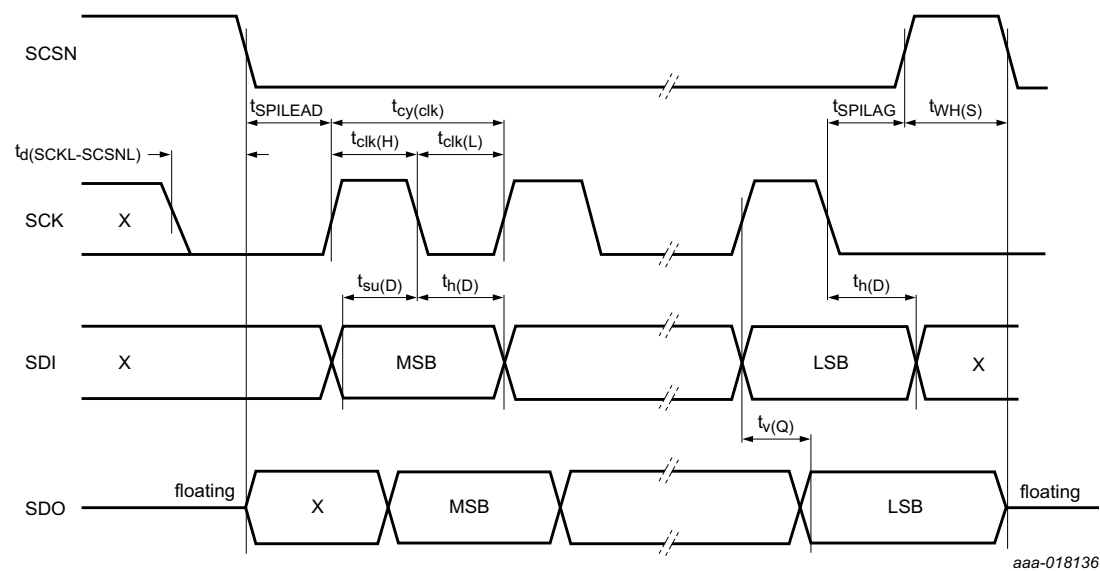 SCSN
tSPILEAD
tcy(clk)
tSPILAG
tWH(S)
td(SCKL-SCSNL)
tclk(H)
tclk(L)
SCK
X
tsu(D)
th(D)
th(D)
SDI
X
MSB
LSB
X
tv(Q)
SDO
floating
X
MSB
LSB
floating
aaa-018136